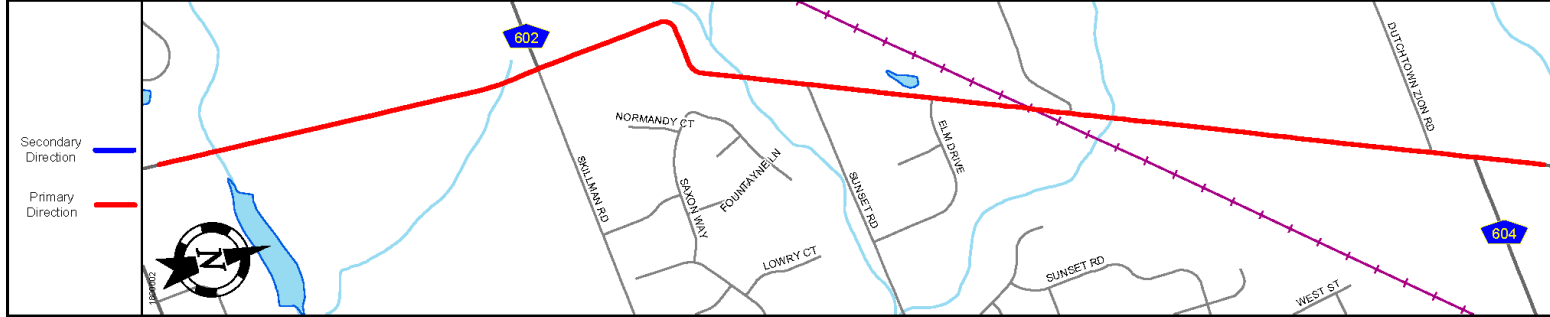 Secondary
Direction
Primary
Direction
602
NORMANDY CT
SKILLMAN RD
SAXON WAY
FOUNTAYNE LN
LOWRY CT
SUNSET RD
ELM DRIVE
SUNSET RD
WEST ST
DUTCHTOWN ZION RD
604
N